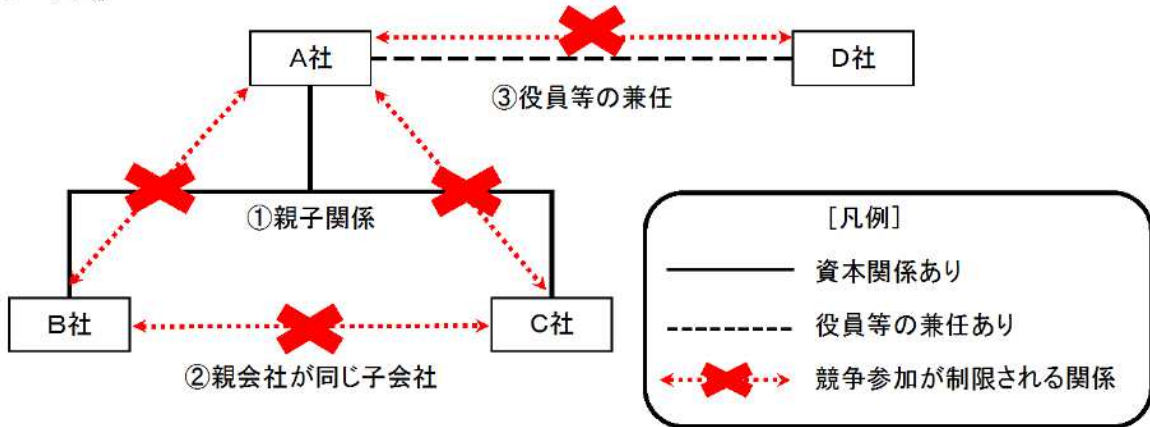 A社
D社
③役員等の兼任
①親子関係
B社
C社
②親会社が同じ子会社
[凡例]
資本関係あり
役員等の兼任あり
競争参加が制限される関係